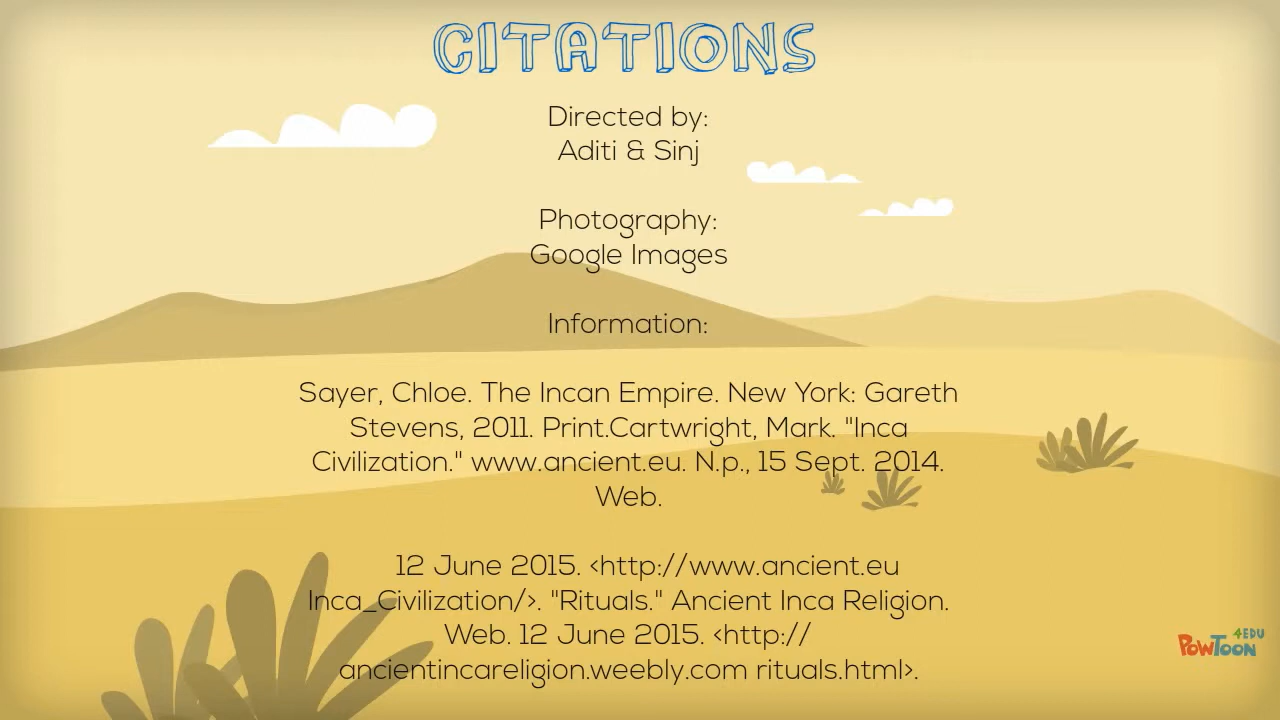 CITATIONS
Directed by:
Aditi & Sinj
Photography:
Google Images
Information:
Sayer, Chloe. The Incan Empire. New York: Gareth
Stevens, 2011. Print.Cartwright, Mark. "Inca
Civilization." www.ancient.eu. N.p., 15 Sept. 2014.
Web.
12 June 2015. <http://www.ancient.eu
Inca_Civilization/>. "Rituals." Ancient Inca Religion.
Web. 12 June 2015. <http://
ancientincareligion.weebly.com rituals.html>.
4EDU
POWTOON